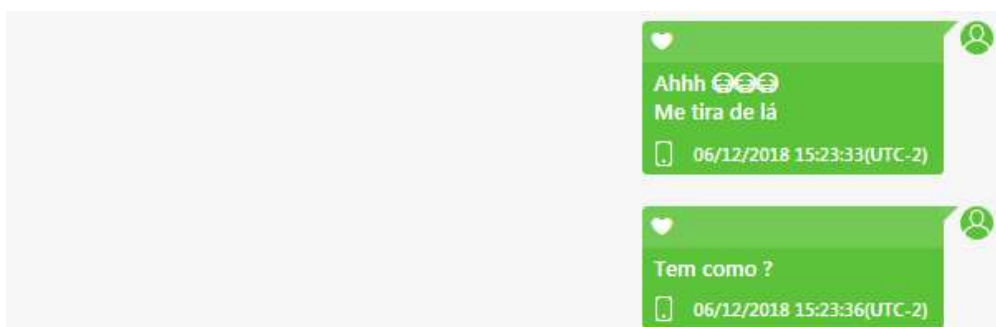 Ahhh 😂😂😂
Me tira de lá
06/12/2018 15:23:33(UTC-2)
Tem como ?
06/12/2018 15:23:36(UTC-2)